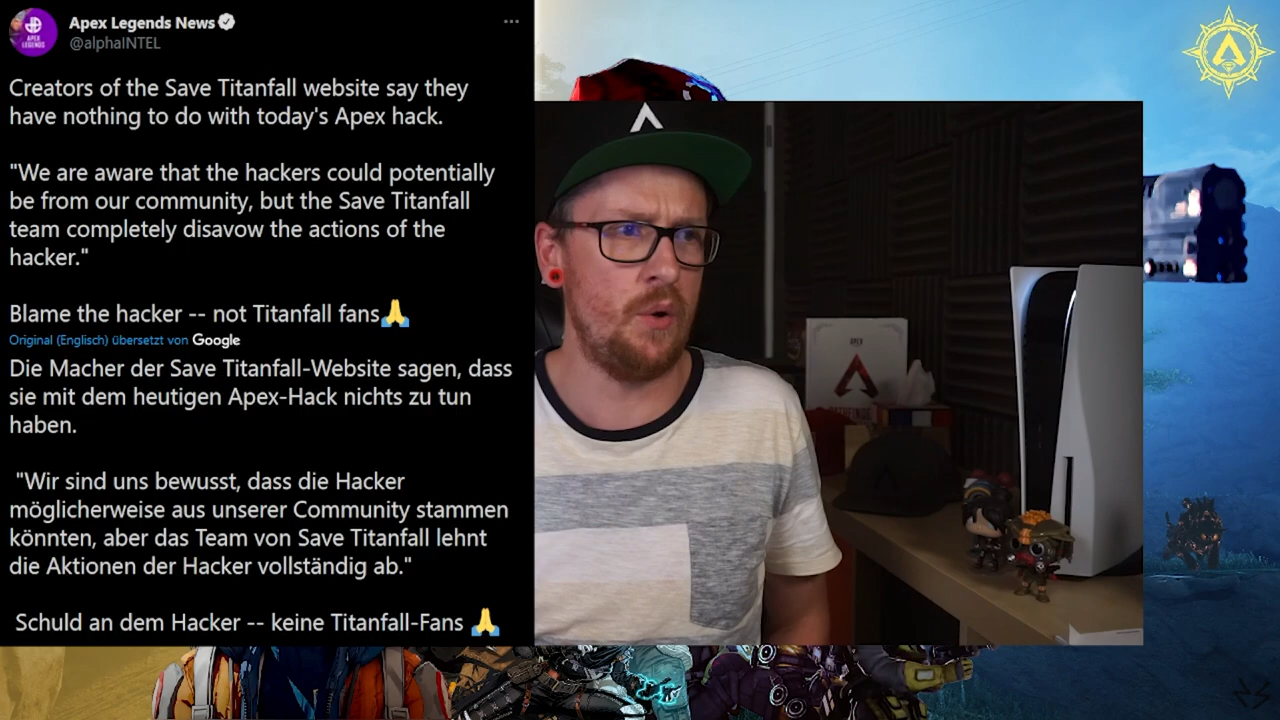 Apex Legends News
@alphaINTEL
Creators of the Save Titanfall website say they
have nothing to do with today's Apex hack.
"We are aware that the hackers could potentially
be from our community, but the Save Titanfall
team completely disavow the actions of the
hacker."
Blame the hacker -- not Titanfall fans🙏
Original (Englisch) übersetzt von Google
Die Macher der Save Titanfall-Website sagen, dass
sie mit dem heutigen Apex-Hack nichts zu tun
haben.
"Wir sind uns bewusst, dass die Hacker
möglicherweise aus unserer Community stammen
könnten, aber das Team von Save Titanfall lehnt
die Aktionen der Hacker vollständig ab."
Schuld an dem Hacker -- keine Titanfall-Fans 🙏
APEX
LEGENDS
APEX